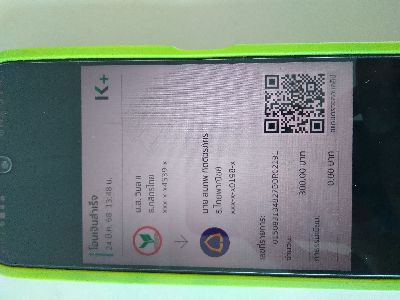 โอนเงินสำเร็จ
24 มี.ค. 68 13:48 น.
K+
น.ส. วิมล
ธ.กสิกรไทย
xxx-x-x4539-x
นาย
ธ.ไทยพาณิชย์
xxx-x-x0198-x
เลขที่รายการ:
จำนวน:
300.00 บาท
ค่าธรรมเนียม:
0.00 บาท
สแกนตรวจสอบสลิป